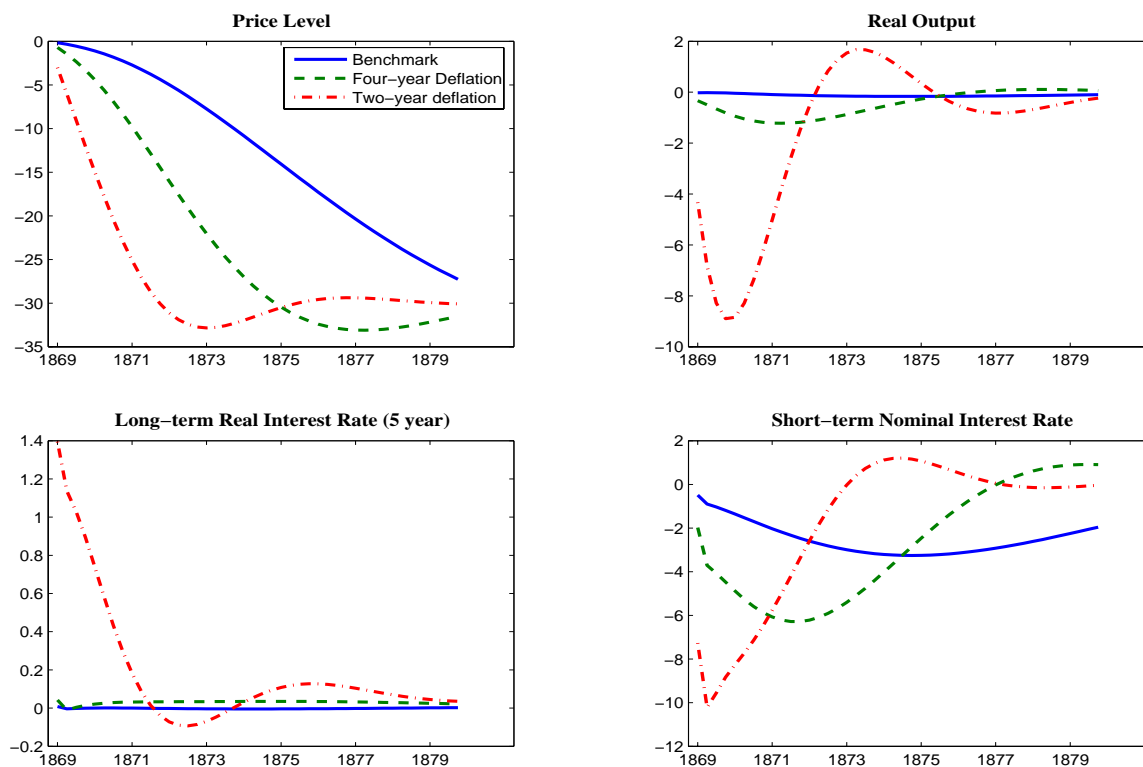 Price Level
0
−5
−10
−15
−20
−25
−30
−35
1869 1871 1873 1875 1877 1879
Benchmark
Four−year Deflation
Two−year deflation
Real Output
2
0
−2
−4
−6
−8
−10
1869 1871 1873 1875 1877 1879
Long−term Real Interest Rate (5 year)
1.4
1.2
1
0.8
0.6
0.4
0.2
0
−0.2
1869 1871 1873 1875 1877 1879
Short−term Nominal Interest Rate
2
0
−2
−4
−6
−8
−10
−12
1869 1871 1873 1875 1877 1879